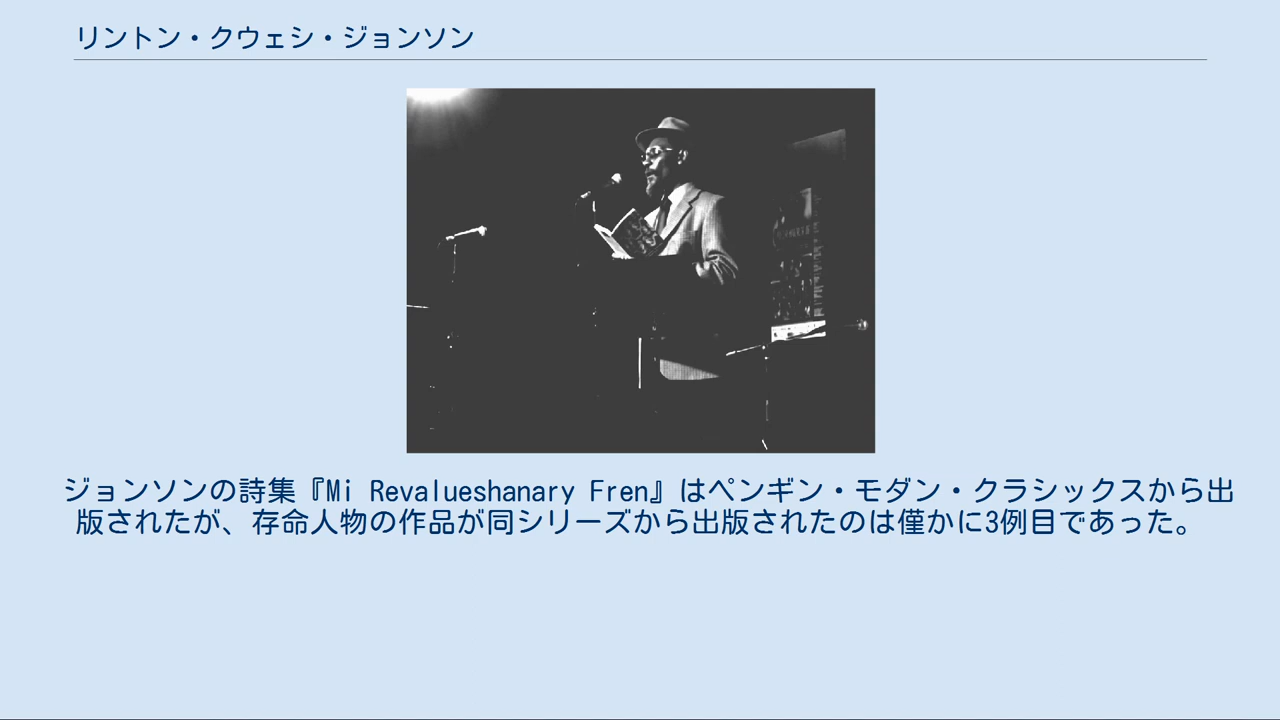 リントン・クウェシ・ジョンソン
ジョンソンの詩集『Mi Revalueshanary Fren』はペンギン・モダン・クラシックスから出
版されたが、存命人物の作品が同シリーズから出版されたのは僅かに3例目であった。